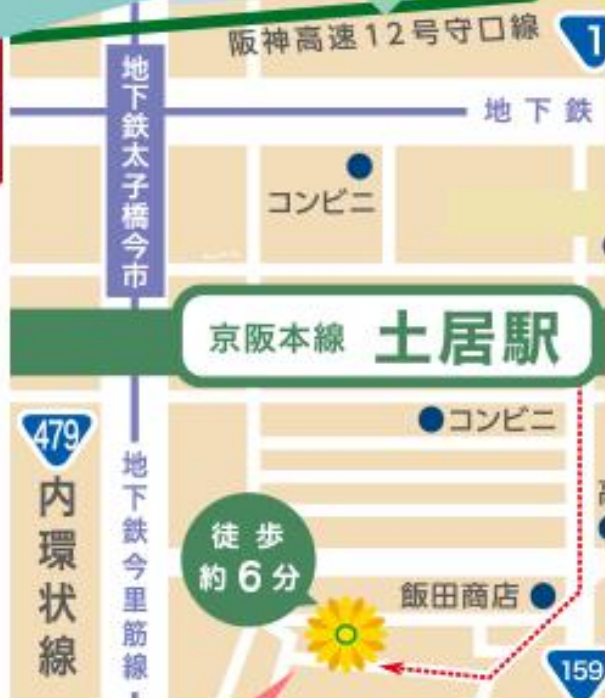 阪神高速12号守口線
1
地下鉄太子橋今市
地下鉄
コンビニ
京阪本線 土居駅
コンビニ
479
内環状線
地下鉄今里筋線
徒歩
約6分
飯田商店
159